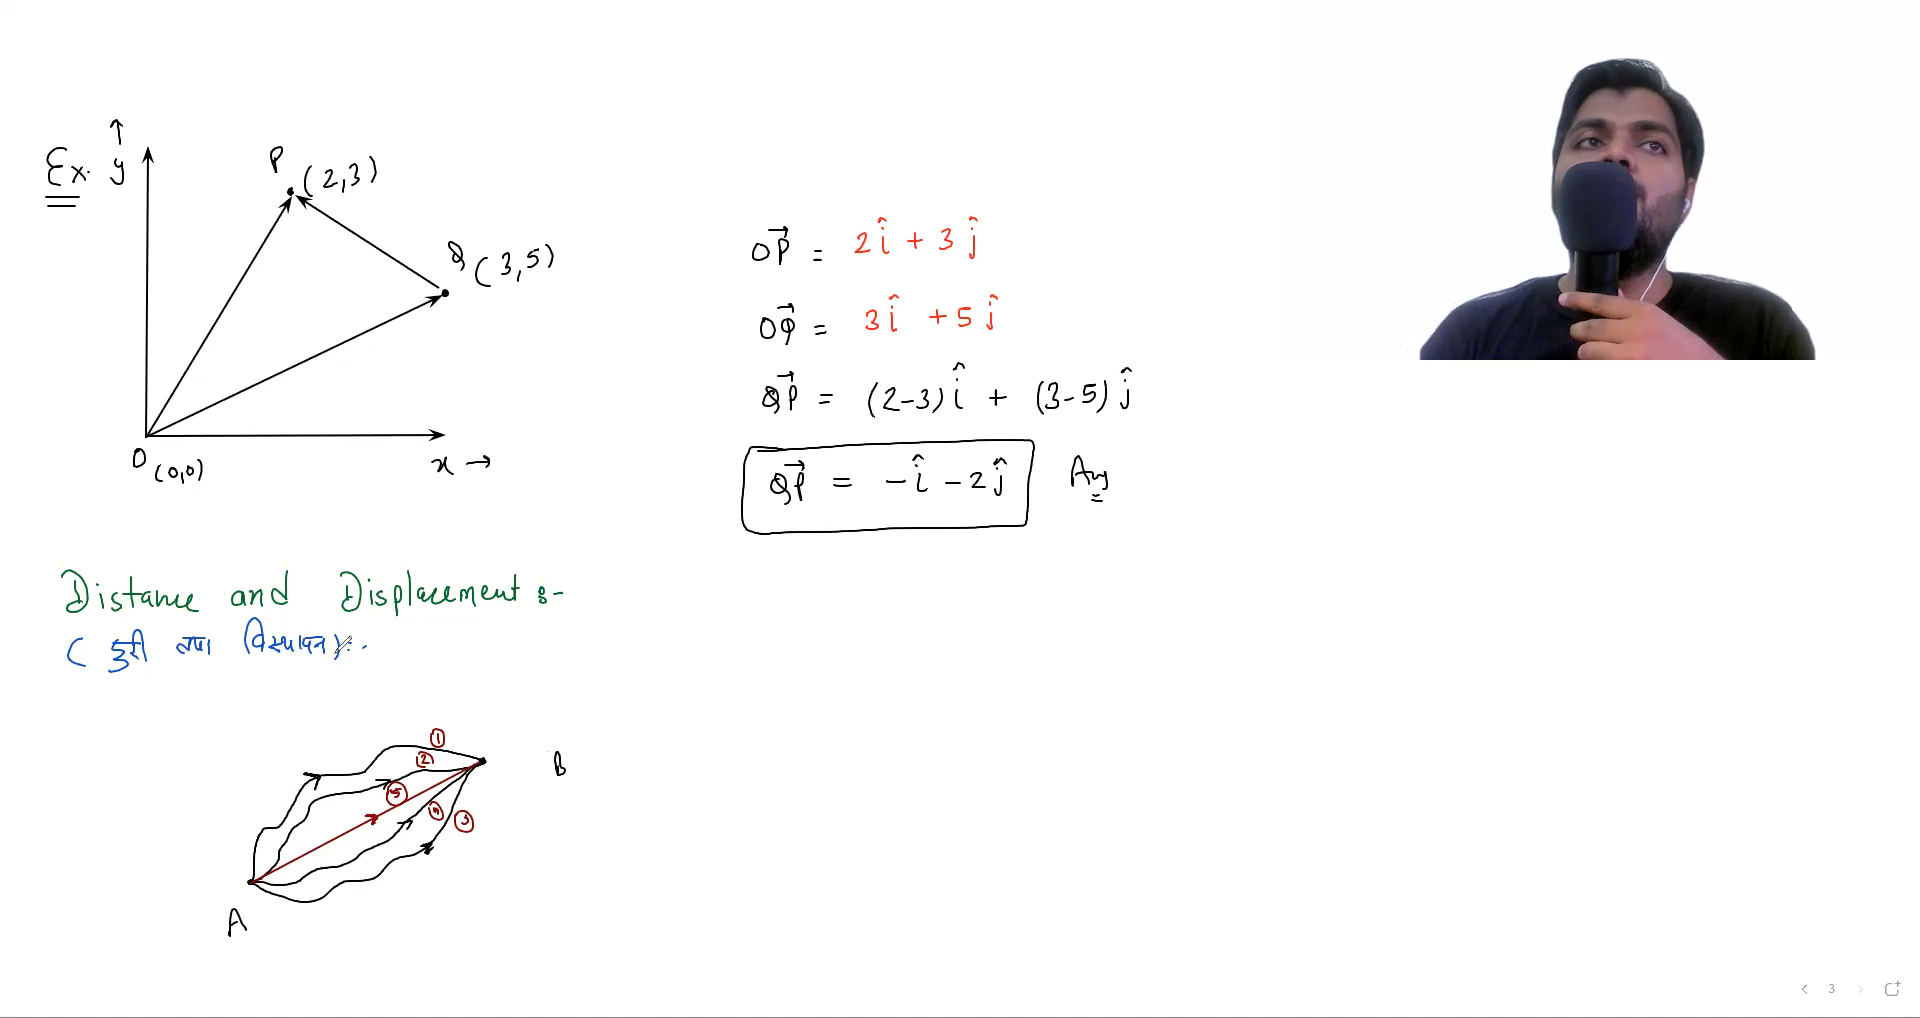 Ex.
y
P (2,3)
Q (3,5)
O (0,0)
x →
OP = 2î + 3ĵ
OQ = 3î + 5ĵ
QP = (2-3)î + (3-5)ĵ
QP = -î - 2ĵ Ans
Distance and Displacement :-
( दुरी तथा विस्थापन ) :-
①
②
⑤
④
③
B
A
3